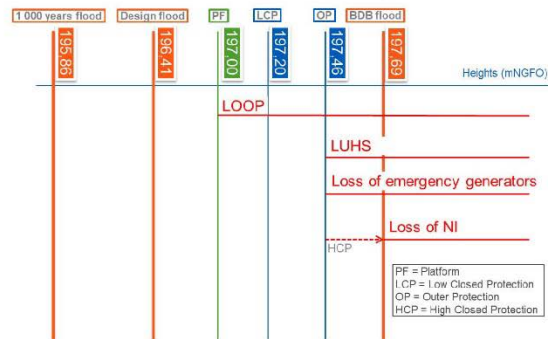 1 000 years flood
Design flood
PF
LCP
OP
BDB flood
195.86
196.41
197.00
197.20
197.46
197.69
Heights (mNGFO)
LOOP
LUHS
Loss of emergency generators
Loss of NI
HCP
PF = Platform
LCP = Low Closed Protection
OP = Outer Protection
HCP = High Closed Protection